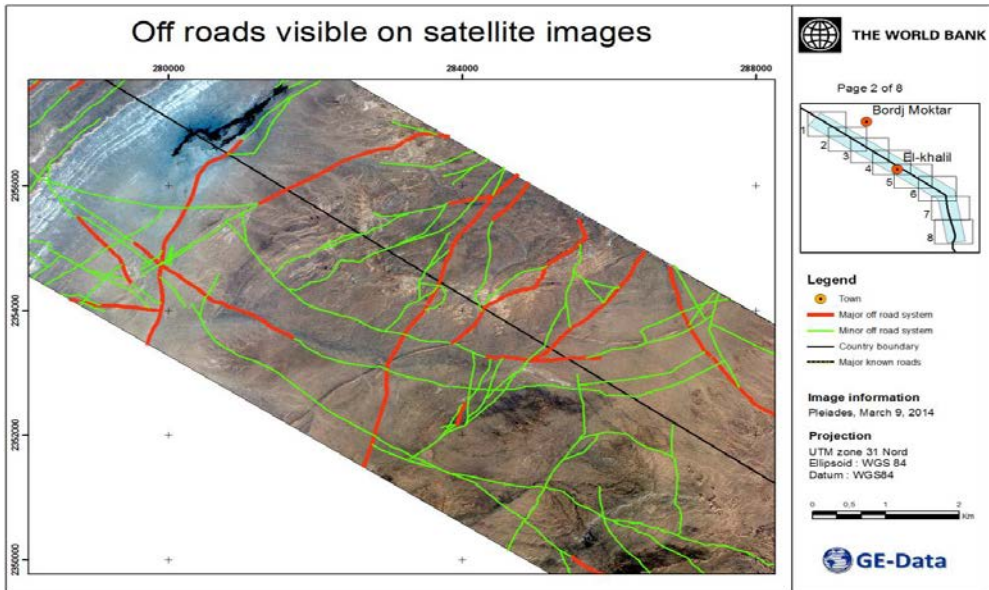 Off roads visible on satellite images
280000
284000
288000
2356000
2354000
2352000
2350000
THE WORLD BANK
Page 2 of 8
Bordj Moktar
El-khalil
1
2
3
4
5
6
7
8
Legend
Town
Major off road system
Minor off road system
Country boundary
Major known roads
Image information
Pleiades, March 9, 2014
Projection
UTM zone 31 Nord
Ellipsoid : WGS 84
Datum : WGS84
0 0,5 1 2
Km
GE-Data